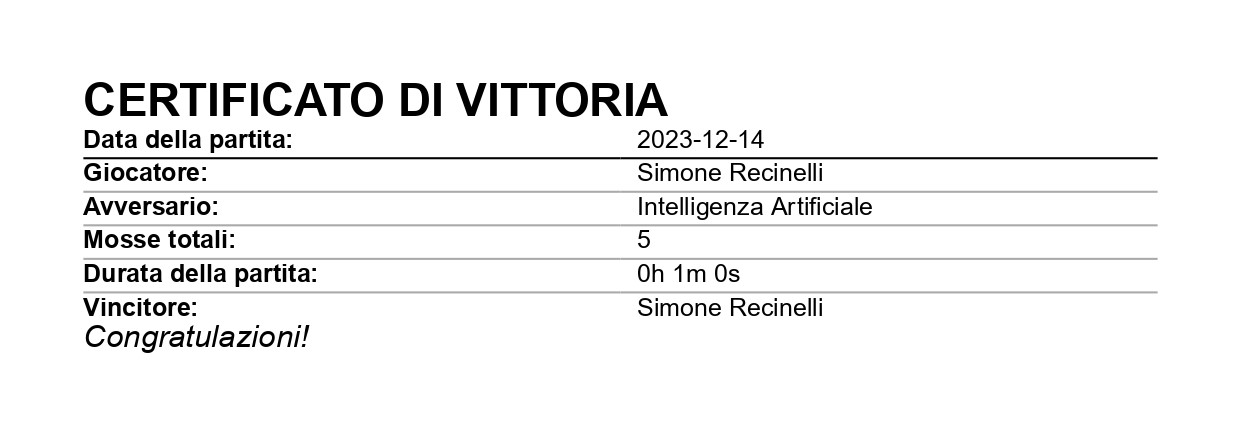 CERTIFICATO DI VITTORIA
Data della partita: 2023-12-14
Giocatore: Simone Recinelli
Avversario: Intelligenza Artificiale
Mosse totali: 5
Durata della partita: 0h 1m 0s
Vincitore: Simone Recinelli
Congratulazioni!